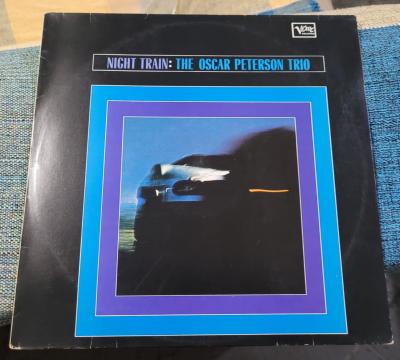 Verve
NIGHT TRAIN: THE OSCAR PETERSON TRIO